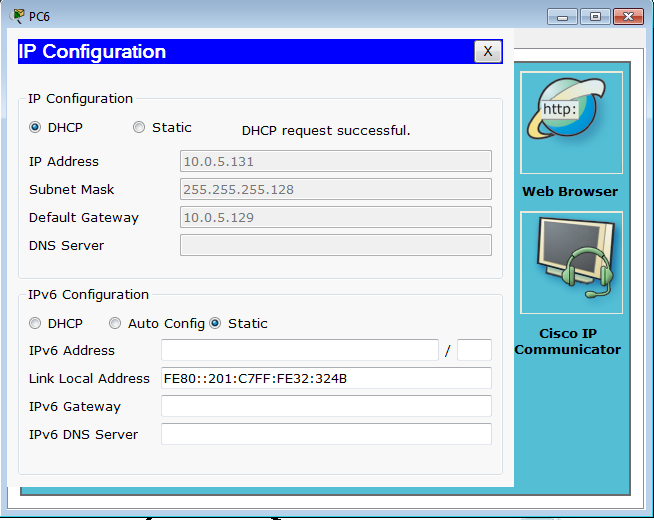 PC6
IP Configuration
X
IP Configuration
DHCP Static DHCP request successful.
IP Address 10.0.5.131
Subnet Mask 255.255.255.128
Default Gateway 10.0.5.129
DNS Server
IPv6 Configuration
DHCP Auto Config Static
IPv6 Address /
Link Local Address FE80::201:C7FF:FE32:324B
IPv6 Gateway
IPv6 DNS Server
http:
Web Browser
Cisco IP
Communicator